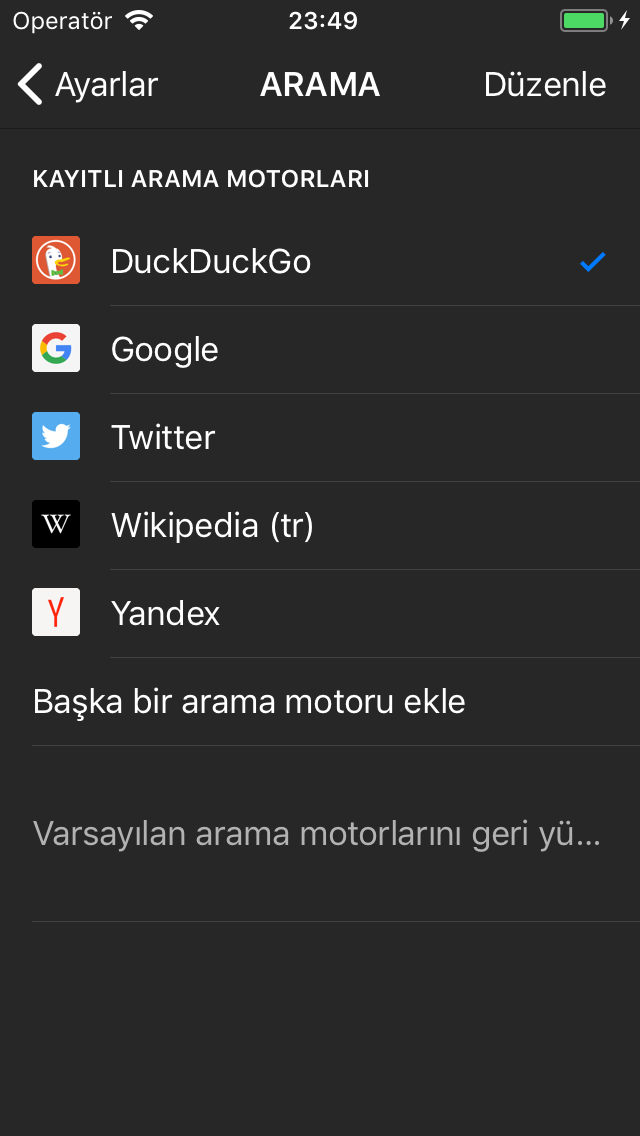 Operatör 23:49
Ayarlar ARAMA Düzenle
KAYITLI ARAMA MOTORLARI
DuckDuckGo
Google
Twitter
W Wikipedia (tr)
Yandex
Başka bir arama motoru ekle
Varsayılan arama motorlarını geri yü...